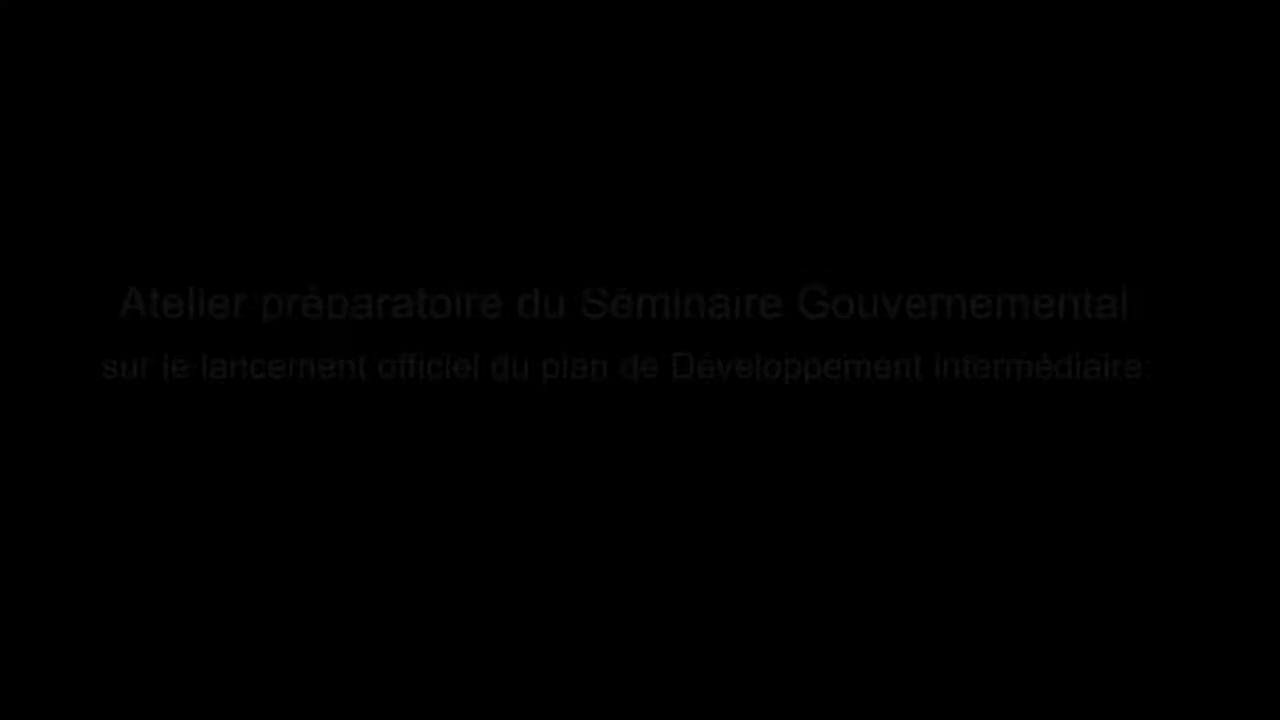 Atelier préparatoire du Séminaire Gouvernemental
sur le lancement officiel du plan de Développement Intermédiaire.